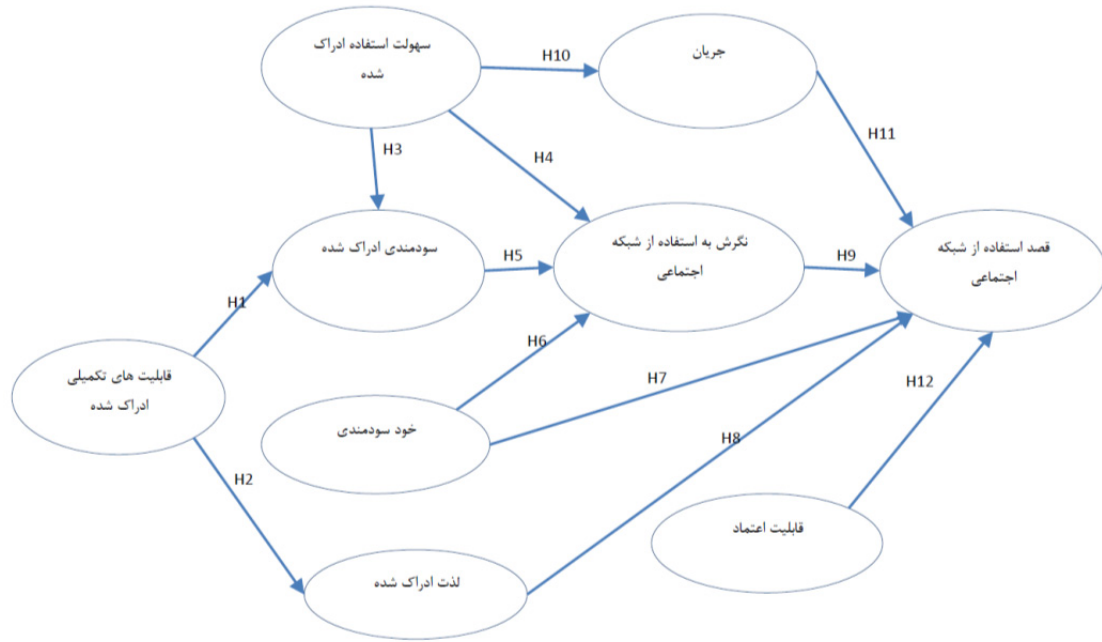 سهولت استفاده ادراک
شده
H10
جریان
H3
H4
H11
سودمندی ادراک شده
H5
نگرش به استفاده از شبکه
اجتماعی
H9
قصد استفاده از شبکه
اجتماعی
H1
H6
قابلیت های تکمیلی
ادراک شده
خود سودمندی
H7
H12
H8
H2
قابلیت اعتماد
لذت ادراک شده